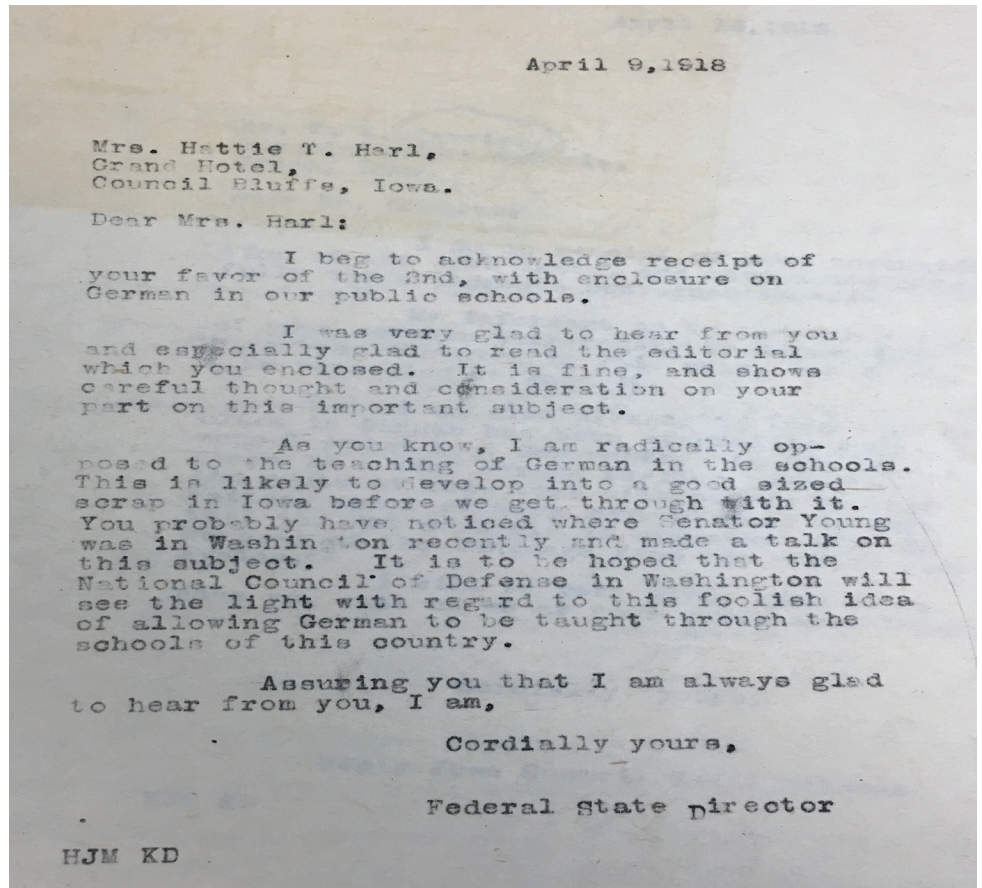 April 9,1918
Mrs. Hattie T. Harl,
Grand Hotel,
Council Bluffs, Iowa.
Dear Mrs. Harl:
I beg to acknowledge receipt of
your favor of the 2nd, with enclosure on
German in our public schools.
I was very glad to hear from you
and especially glad to read the editorial
which you enclosed. It is fine, and shows
careful thought and consideration on your
part on this important subject.
As you know, I am radically op-
posed to the teaching of German in the schools.
This is likely to develop into a good sized
scrap in Iowa before we get through with it.
You probably have noticed where Senator Young
was in Washington recently and made a talk on
this subject. It is to be hoped that the
National Council of Defense in Washington will
see the light with regard to this foolish idea
of allowing German to be taught through the
schools of this country.
Assuring you that I am always glad
to hear from you, I am,
Cordially yours,
Federal State Director
HJM KD